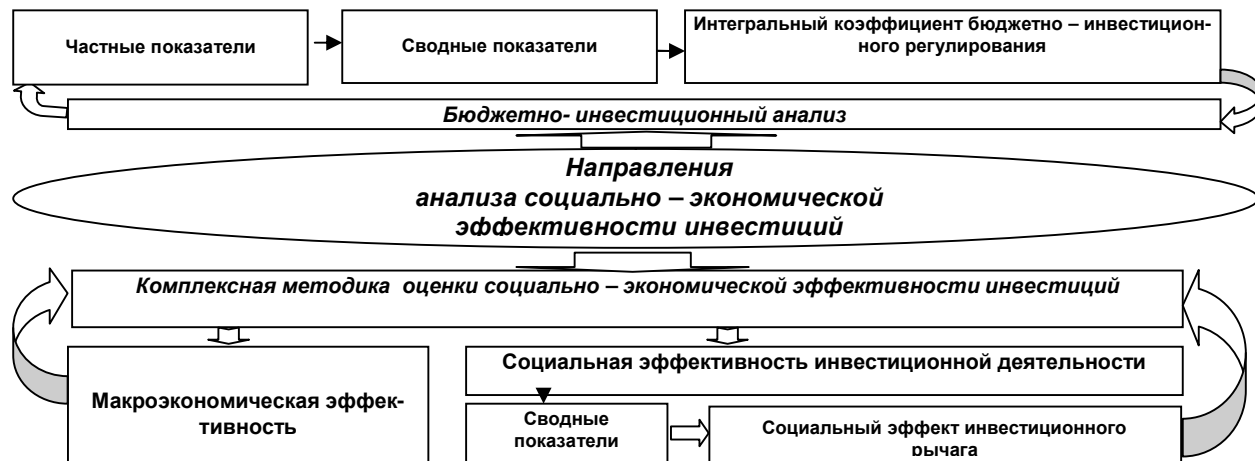 Частные показатели
Сводные показатели
Интегральный коэффициент бюджетно – инвестицион-
ного регулирования
Бюджетно- инвестиционный анализ
Направления
анализа социально – экономической
эффективности инвестиций
Комплексная методика оценки социально – экономической эффективности инвестиций
Макроэкономическая эффек-
тивность
Социальная эффективность инвестиционной деятельности
Сводные
показатели
Социальный эффект инвестиционного
рычага